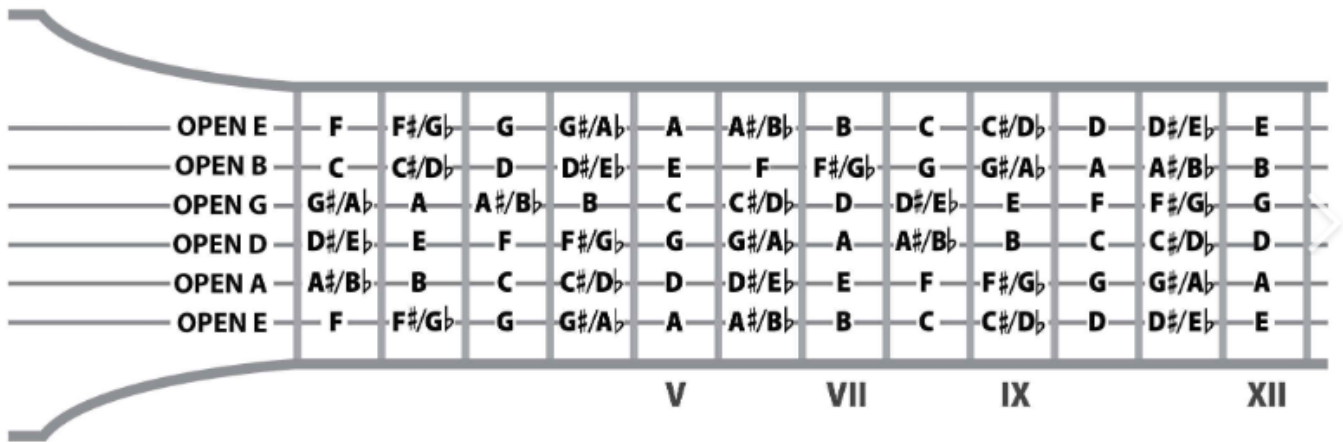 OPEN E F F♯/G♭ G G♯/A♭ A A♯/B♭ B C C♯/D♭ D D♯/E♭ E
OPEN B C C♯/D♭ D D♯/E♭ E F F♯/G♭ G G♯/A♭ A A♯/B♭ B
OPEN G G♯/A♭ A A♯/B♭ B C C♯/D♭ D D♯/E♭ E F F♯/G♭ G
OPEN D D♯/E♭ E F F♯/G♭ G G♯/A♭ A A♯/B♭ B C C♯/D♭ D
OPEN A A♯/B♭ B C C♯/D♭ D D♯/E♭ E F F♯/G♭ G G♯/A♭ A
OPEN E F F♯/G♭ G G♯/A♭ A A♯/B♭ B C C♯/D♭ D D♯/E♭ E
V VII IX XII